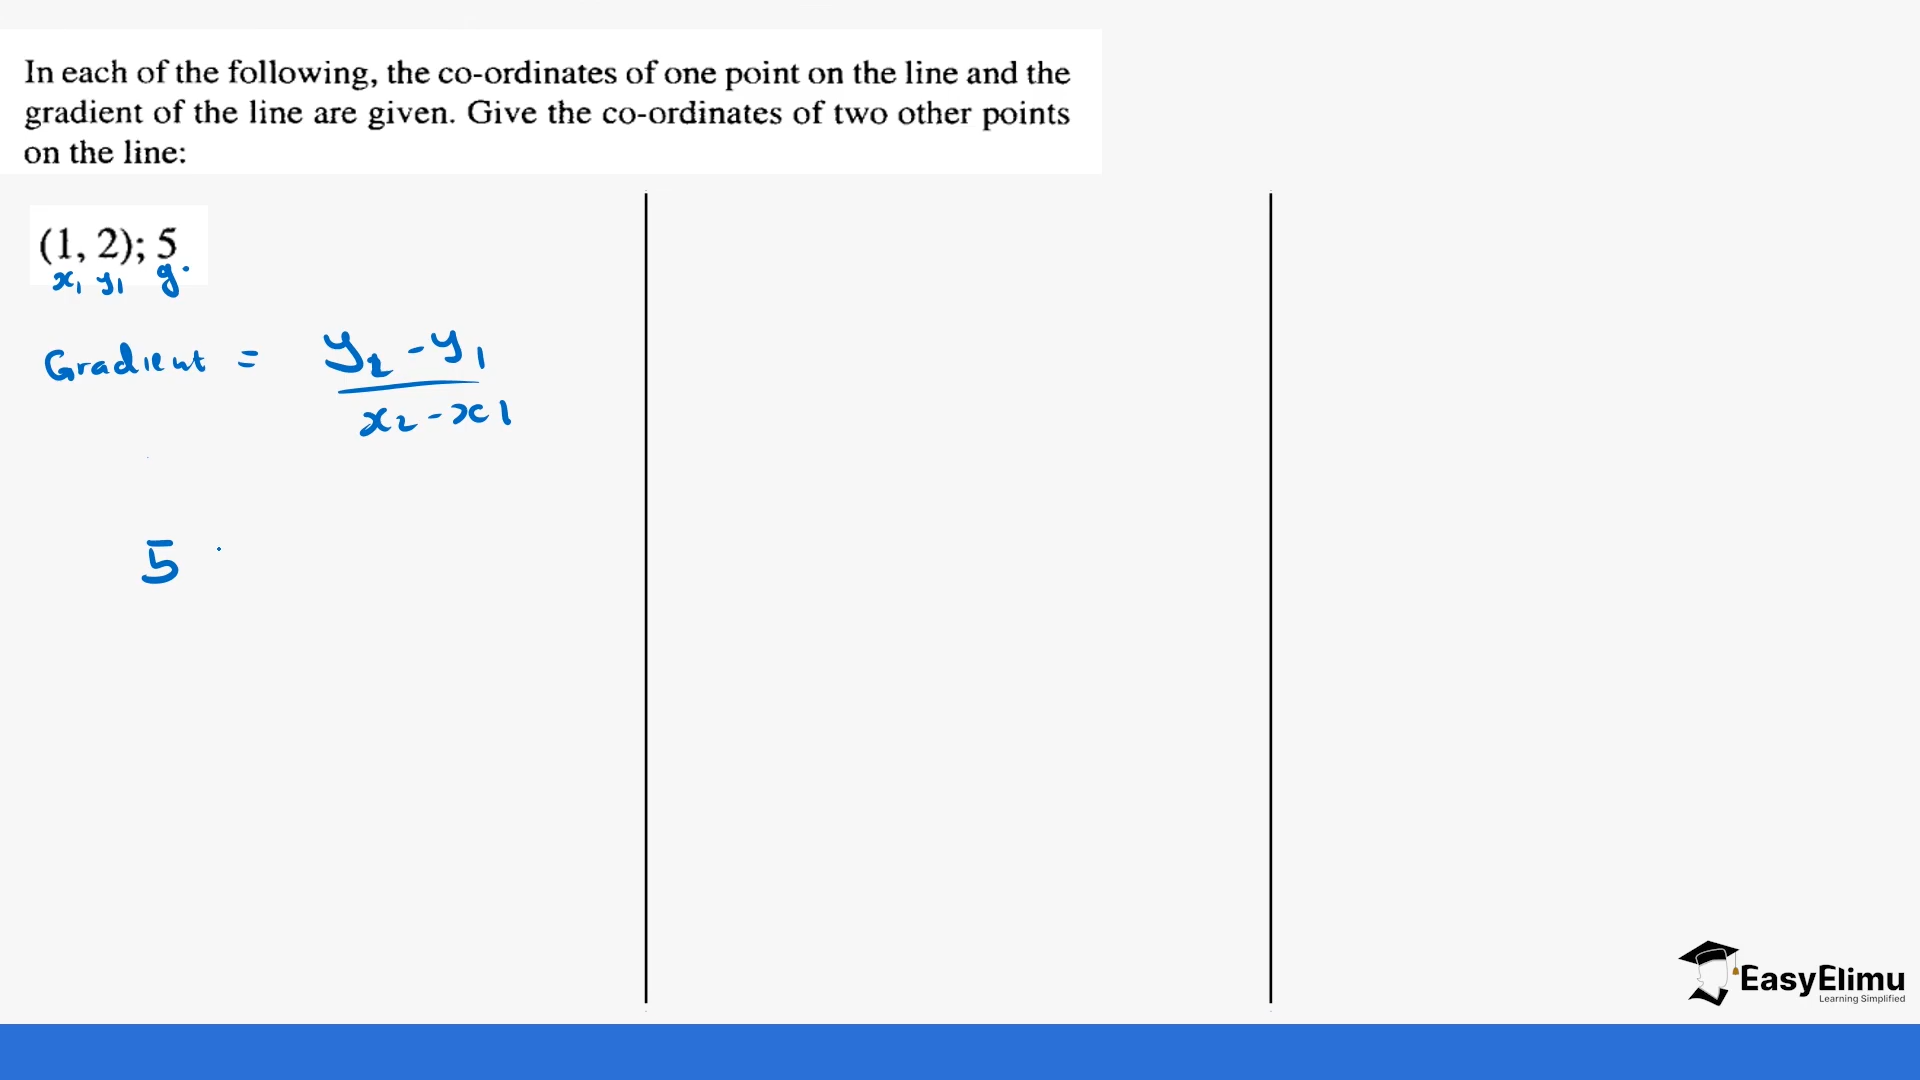 In each of the following, the co-ordinates of one point on the line and the
gradient of the line are given. Give the co-ordinates of two other points
on the line:
(1, 2); 5
x₁ y₁ g.
Gradient = y₂ - y₁
x₂ - x1
5
EasyElimu
Learning Simplified